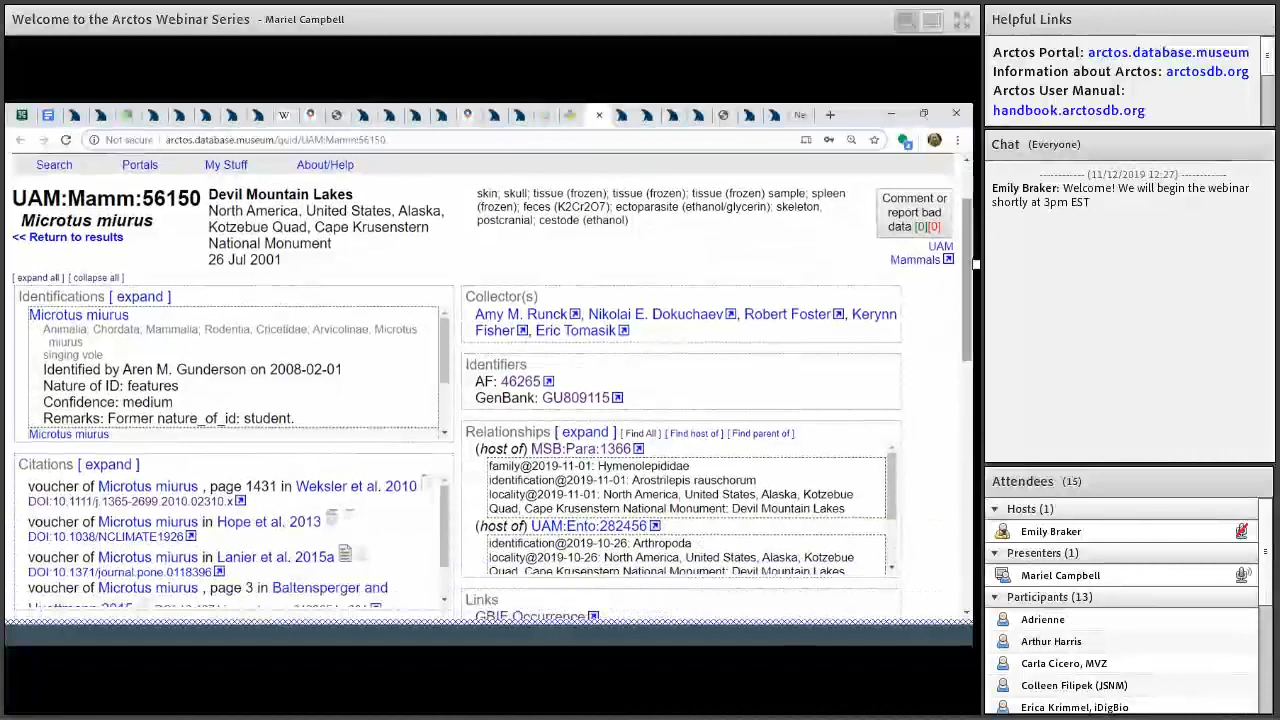 Welcome to the Arctos Webinar Series - Mariel Campbell
Not secure
arctos.database.museum/guid/UAM:Mamm:56150
Search
Portals
My Stuff
About/Help
UAM:Mamm:56150
Microtus miurus
<< Return to results
Devil Mountain Lakes
North America, United States, Alaska,
Kotzebue Quad, Cape Krusenstern
National Monument
26 Jul 2001
skin; skull; tissue (frozen); tissue (frozen); tissue (frozen) sample; spleen
(frozen); feces (K2Cr2O7); ectoparasite (ethanol/glycerin); skeleton,
postcranial; cestode (ethanol)
Comment or
report bad
data [0][0]
UAM
Mammals
[ expand all ] [ collapse all ]
Identifications [ expand ]
Microtus miurus
Animalia; Chordata; Mammalia; Rodentia; Cricetidae; Arvicolinae; Microtus
miurus
singing vole
Identified by Aren M. Gunderson on 2008-02-01
Nature of ID: features
Confidence: medium
Remarks: Former nature_of_id: student.
Microtus miurus
Citations [ expand ]
voucher of Microtus miurus , page 1431 in Weksler et al. 2010
DOI:10.1111/j.1365-2699.2010.02310.x
voucher of Microtus miurus in Hope et al. 2013
DOI:10.1038/NCLIMATE1926
voucher of Microtus miurus in Lanier et al. 2015a
DOI:10.1371/journal.pone.0118396
voucher of Microtus miurus , page 3 in Baltensperger and
Collector(s)
Amy M. Runck, Nikolai E. Dokuchaev, Robert Foster, Kerynn
Fisher, Eric Tomasik
Identifiers
AF: 46265
GenBank: GU809115
Relationships [ expand ] [ Find All ] [ Find host of ] [ Find parent of ]
(host of) MSB:Para:1366
family@2019-11-01: Hymenolepididae
identification@2019-11-01: Arostrilepis rauschorum
locality@2019-11-01: North America, United States, Alaska, Kotzebue
Quad, Cape Krusenstern National Monument: Devil Mountain Lakes
(host of) UAM:Ento:282456
identification@2019-10-26: Arthropoda
locality@2019-10-26: North America, United States, Alaska, Kotzebue
Quad, Cape Krusenstern National Monument: Devil Mountain Lakes
Links
GBIF Occurrence
Helpful Links
Arctos Portal: arctos.database.museum
Information about Arctos: arctosdb.org
Arctos User Manual:
handbook.arctosdb.org
Chat (Everyone)
------------ (11/12/2019 12:27) -----------
Emily Braker: Welcome! We will begin the webinar
shortly at 3pm EST
Attendees (15)
Hosts (1)
Emily Braker
Presenters (1)
Mariel Campbell
Participants (13)
Adrienne
Arthur Harris
Carla Cicero, MVZ
Colleen Filipek (JSNM)
Erica Krimmel, iDigBio